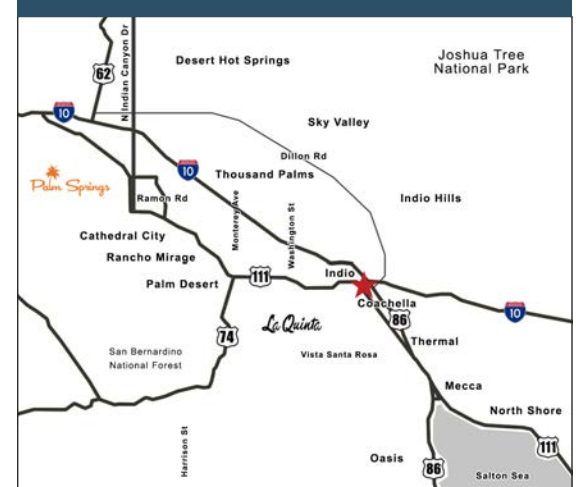 Joshua Tree
National Park
Desert Hot Springs
62
N Indian Canyon Dr
10
Sky Valley
Dillon Rd
10
Thousand Palms
Palm Springs
Ramon Rd
Monterey Ave
Washington St
Indio Hills
Cathedral City
Rancho Mirage
Palm Desert
111
Indio
Coachella
10
86
La Quinta
74
Thermal
San Bernardino
National Forest
Vista Santa Rosa
Mecca
North Shore
Harrison St
111
Oasis
86
Salton Sea